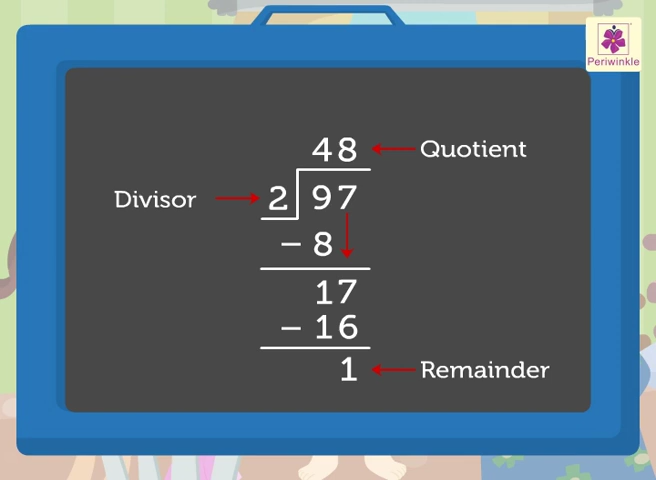 Periwinkle
48 Quotient
Divisor 2 97
- 8
17
- 16
1 Remainder